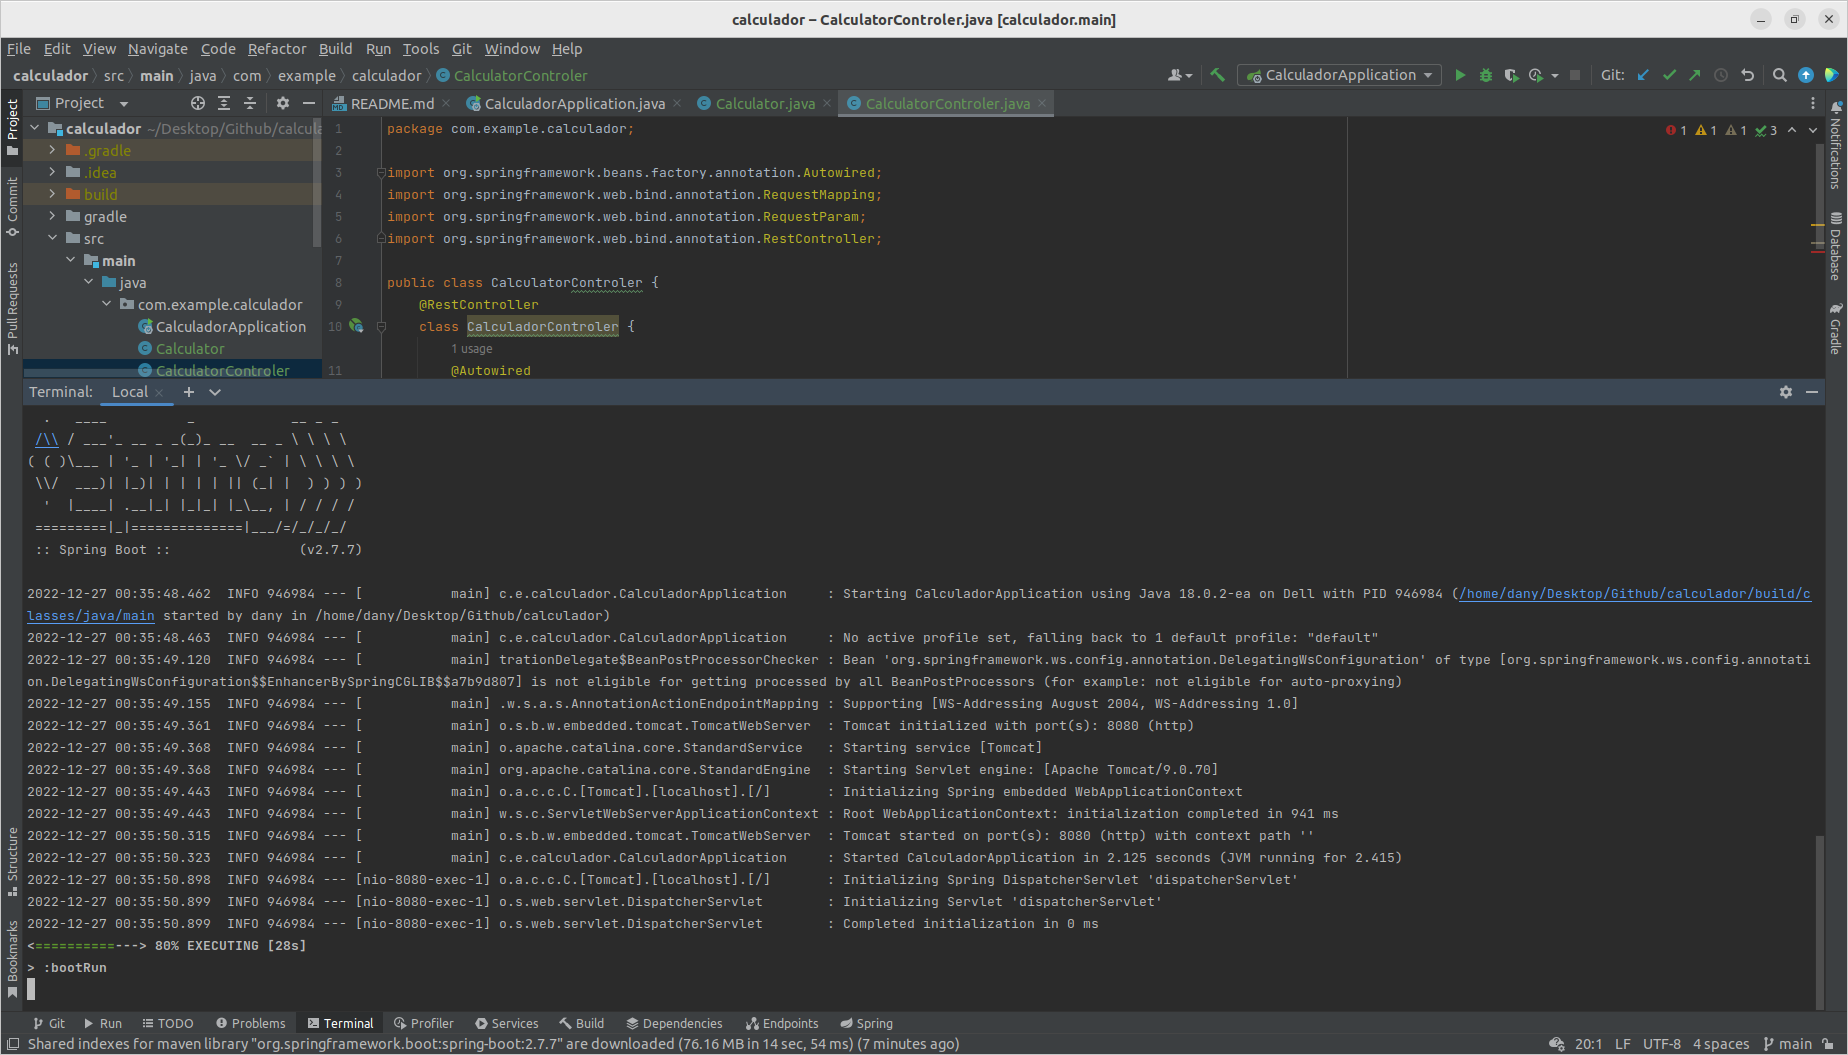 calculador – CalculatorControler.java [calculador.main]
File Edit View Navigate Code Refactor Build Run Tools Git Window Help
calculador src main java com example calculador CalculatorControler CalculadorApplication Git:
Project README.md CalculadorApplication.java Calculator.java CalculatorControler.java
calculador ~/Desktop/Github/calcula
.gradle
.idea
build
gradle
src
main
java
com.example.calculador
CalculadorApplication
Calculator
CalculatorControler
1 package com.example.calculador;
2
3 import org.springframework.beans.factory.annotation.Autowired;
4 import org.springframework.web.bind.annotation.RequestMapping;
5 import org.springframework.web.bind.annotation.RequestParam;
6 import org.springframework.web.bind.annotation.RestController;
7
8 public class CalculatorControler {
9 @RestController
10 class CalculadorControler {
1 usage
11 @Autowired
1 1 1 3
Project
Commit
Pull Requests
Structure
Bookmarks
Notifications
Database
Gradle
Terminal: Local
  .   ____          _            __ _ _
 /\\ / ___'_ __ _ _(_)_ __  __ _ \ \ \ \
( ( )\___ | '_ | '_| | '_ \/ _` | \ \ \ \
 \\/  ___)| |_)| | | | | || (_| |  ) ) ) )
  '  |____| .__|_| |_|_| |_\__, | / / / /
 =========|_|==============|___/=/_/_/_/
 :: Spring Boot ::                (v2.7.7)
2022-12-27 00:35:48.462  INFO 946984 --- [           main] c.e.calculador.CalculadorApplication     : Starting CalculadorApplication using Java 18.0.2-ea on Dell with PID 946984 (/home/dany/Desktop/Github/calculador/build/c
lasses/java/main started by dany in /home/dany/Desktop/Github/calculador)
2022-12-27 00:35:48.463  INFO 946984 --- [           main] c.e.calculador.CalculadorApplication     : No active profile set, falling back to 1 default profile: "default"
2022-12-27 00:35:49.120  INFO 946984 --- [           main] trationDelegate$BeanPostProcessorChecker : Bean 'org.springframework.ws.config.annotation.DelegatingWsConfiguration' of type [org.springframework.ws.config.annotati
on.DelegatingWsConfiguration$$EnhancerBySpringCGLIB$$a7b9d807] is not eligible for getting processed by all BeanPostProcessors (for example: not eligible for auto-proxying)
2022-12-27 00:35:49.155  INFO 946984 --- [           main] .w.s.a.s.AnnotationActionEndpointMapping : Supporting [WS-Addressing August 2004, WS-Addressing 1.0]
2022-12-27 00:35:49.361  INFO 946984 --- [           main] o.s.b.w.embedded.tomcat.TomcatWebServer  : Tomcat initialized with port(s): 8080 (http)
2022-12-27 00:35:49.368  INFO 946984 --- [           main] o.apache.catalina.core.StandardService   : Starting service [Tomcat]
2022-12-27 00:35:49.368  INFO 946984 --- [           main] org.apache.catalina.core.StandardEngine  : Starting Servlet engine: [Apache Tomcat/9.0.70]
2022-12-27 00:35:49.443  INFO 946984 --- [           main] o.a.c.c.C.[Tomcat].[localhost].[/]       : Initializing Spring embedded WebApplicationContext
2022-12-27 00:35:49.443  INFO 946984 --- [           main] w.s.c.ServletWebServerApplicationContext : Root WebApplicationContext: initialization completed in 941 ms
2022-12-27 00:35:50.315  INFO 946984 --- [           main] o.s.b.w.embedded.tomcat.TomcatWebServer  : Tomcat started on port(s): 8080 (http) with context path ''
2022-12-27 00:35:50.323  INFO 946984 --- [           main] c.e.calculador.CalculadorApplication     : Started CalculadorApplication in 2.125 seconds (JVM running for 2.415)
2022-12-27 00:35:50.898  INFO 946984 --- [nio-8080-exec-1] o.a.c.c.C.[Tomcat].[localhost].[/]       : Initializing Spring DispatcherServlet 'dispatcherServlet'
2022-12-27 00:35:50.899  INFO 946984 --- [nio-8080-exec-1] o.s.web.servlet.DispatcherServlet        : Initializing Servlet 'dispatcherServlet'
2022-12-27 00:35:50.899  INFO 946984 --- [nio-8080-exec-1] o.s.web.servlet.DispatcherServlet        : Completed initialization in 0 ms
<==========---> 80% EXECUTING [28s]
> :bootRun
Git Run TODO Problems Terminal Profiler Services Build Dependencies Endpoints Spring
Shared indexes for maven library "org.springframework.boot:spring-boot:2.7.7" are downloaded (76.16 MB in 14 sec, 54 ms) (7 minutes ago) 20:1 LF UTF-8 4 spaces main